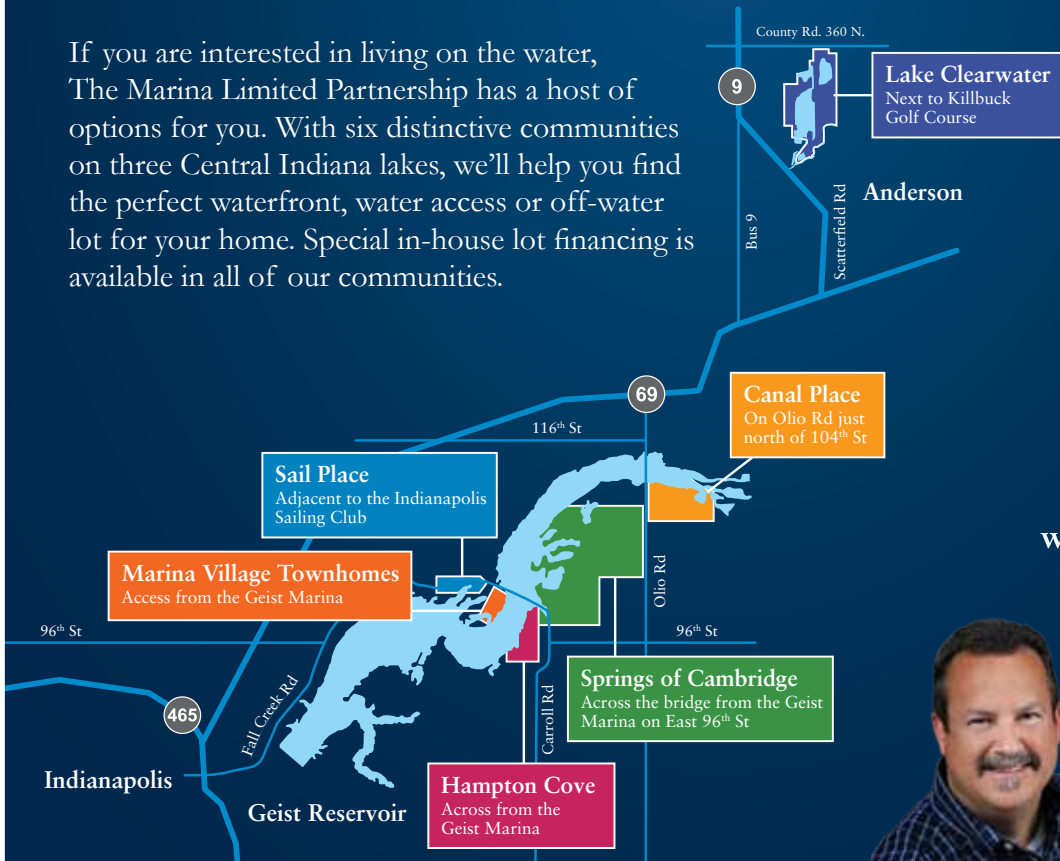 If you are interested in living on the water,
The Marina Limited Partnership has a host of
options for you. With six distinctive communities
on three Central Indiana lakes, we’ll help you find
the perfect waterfront, water access or off-water
lot for your home. Special in-house lot financing is
available in all of our communities.
County Rd. 360 N.
9
Lake Clearwater
Next to Killbuck
Golf Course
Anderson
Bus 9
Scatterfield Rd
69
Canal Place
On Olio Rd just
north of 104th St
116th St
Sail Place
Adjacent to the Indianapolis
Sailing Club
Marina Village Townhomes
Access from the Geist Marina
Olio Rd
96th St
96th St
Springs of Cambridge
Across the bridge from the Geist
Marina on East 96th St
Fall Creek Rd
Carroll Rd
465
Indianapolis
Geist Reservoir
Hampton Cove
Across from the
Geist Marina